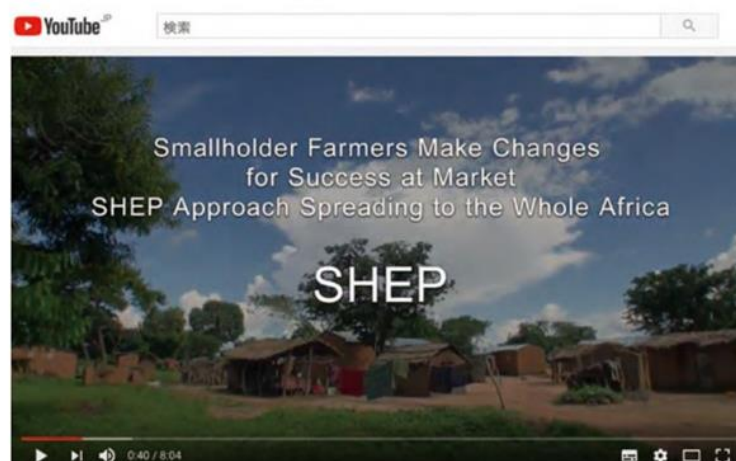 YouTube JP
検索
Smallholder Farmers Make Changes
for Success at Market
SHEP Approach Spreading to the Whole Africa
SHEP
0:40 / 8:04